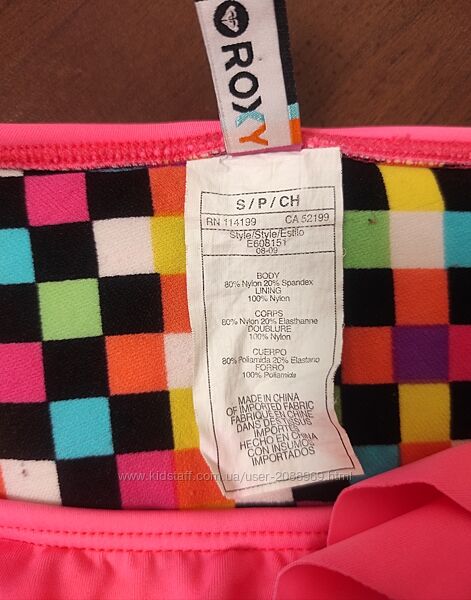 ROXY
S / P / CH
RN 114199 CA 52199
Style/Style/Estilo
E608151
08-09
BODY
80% Nylon 20% Spandex
LINING
100% Nylon
CORPS
80% Nylon 20% Elasthanne
DOUBLURE
100% Nylon
CUERPO
80% Poliamida 20% Elastano
FORRO
100% Poliamida
MADE IN CHINA
OF IMPORTED FABRIC
FABRIQUE EN CHINE
DANS DES TISSUS
IMPORTES
HECHO EN CHINA
CON INSUMOS
IMPORTADOS
www.kidstaff.com.ua/user-2088969.html